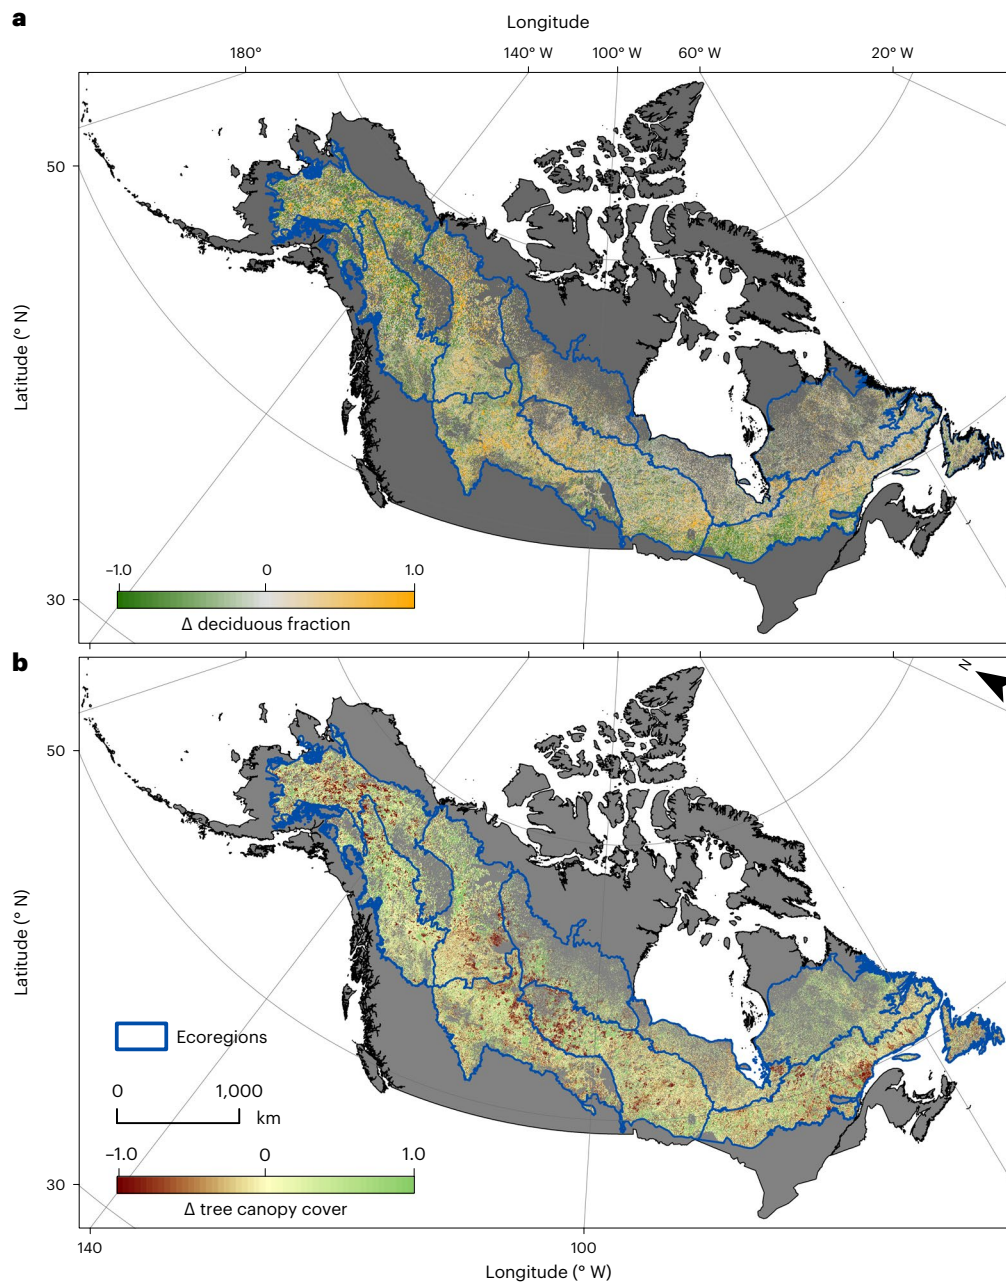 a
Longitude
180° 140° W 100° W 60° W 20° W
50
Latitude (° N)
−1.0 0 1.0
Δ deciduous fraction
30
b
N
50
Latitude (° N)
Ecoregions
0 1,000
km
−1.0 0 1.0
Δ tree canopy cover
30
140 100
Longitude (° W)